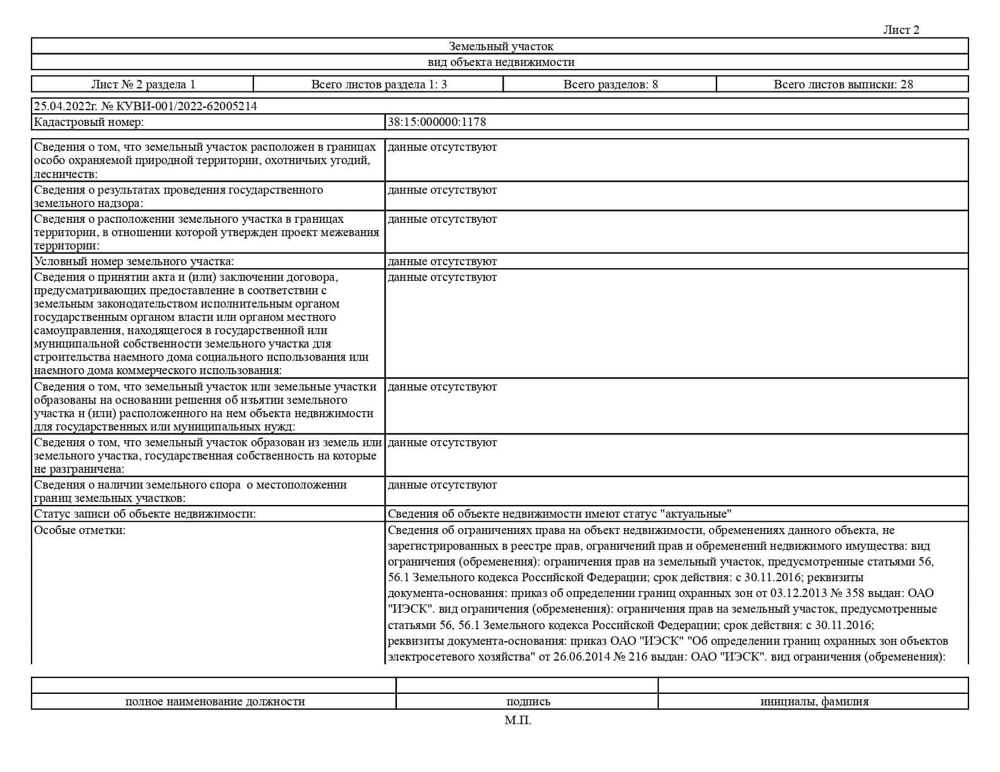 Лист 2
Земельный участок
вид объекта недвижимости
Лист № 2 раздела 1 Всего листов раздела 1: 3 Всего разделов: 8 Всего листов выписки: 28
25.04.2022г. № КУВИ-001/2022-62005214
Кадастровый номер: 38:15:000000:1178
Сведения о том, что земельный участок расположен в границах данные отсутствуют
особо охраняемой природной территории, охотничьих угодий,
лесничеств:
Сведения о результатах проведения государственного данные отсутствуют
земельного надзора:
Сведения о расположении земельного участка в границах данные отсутствуют
территории, в отношении которой утвержден проект межевания
территории:
Условный номер земельного участка: данные отсутствуют
Сведения о принятии акта и (или) заключении договора, данные отсутствуют
предусматривающих предоставление в соответствии с
земельным законодательством исполнительным органом
государственным органом власти или органом местного
самоуправления, находящегося в государственной или
муниципальной собственности земельного участка для
строительства наемного дома социального использования или
наемного дома коммерческого использования:
Сведения о том, что земельный участок или земельные участки данные отсутствуют
образованы на основании решения об изъятии земельного
участка и (или) расположенного на нем объекта недвижимости
для государственных или муниципальных нужд:
Сведения о том, что земельный участок образован из земель или данные отсутствуют
земельного участка, государственная собственность на которые
не разграничена:
Сведения о наличии земельного спора о местоположении данные отсутствуют
границ земельных участков:
Статус записи об объекте недвижимости: Сведения об объекте недвижимости имеют статус "актуальные"
Особые отметки: Сведения об ограничениях права на объект недвижимости, обременениях данного объекта, не
зарегистрированных в реестре прав, ограничений прав и обременений недвижимого имущества: вид
ограничения (обременения): ограничения прав на земельный участок, предусмотренные статьями 56,
56.1 Земельного кодекса Российской Федерации; срок действия: с 30.11.2016; реквизиты
документа-основания: приказ об определении границ охранных зон от 03.12.2013 № 358 выдан: ОАО
"ИЭСК". вид ограничения (обременения): ограничения прав на земельный участок, предусмотренные
статьями 56, 56.1 Земельного кодекса Российской Федерации; срок действия: с 30.11.2016;
реквизиты документа-основания: приказ ОАО "ИЭСК" "Об определении границ охранных зон объектов
электросетевого хозяйства" от 26.06.2014 № 216 выдан: ОАО "ИЭСК". вид ограничения (обременения):
полное наименование должности подпись инициалы, фамилия
М.П.